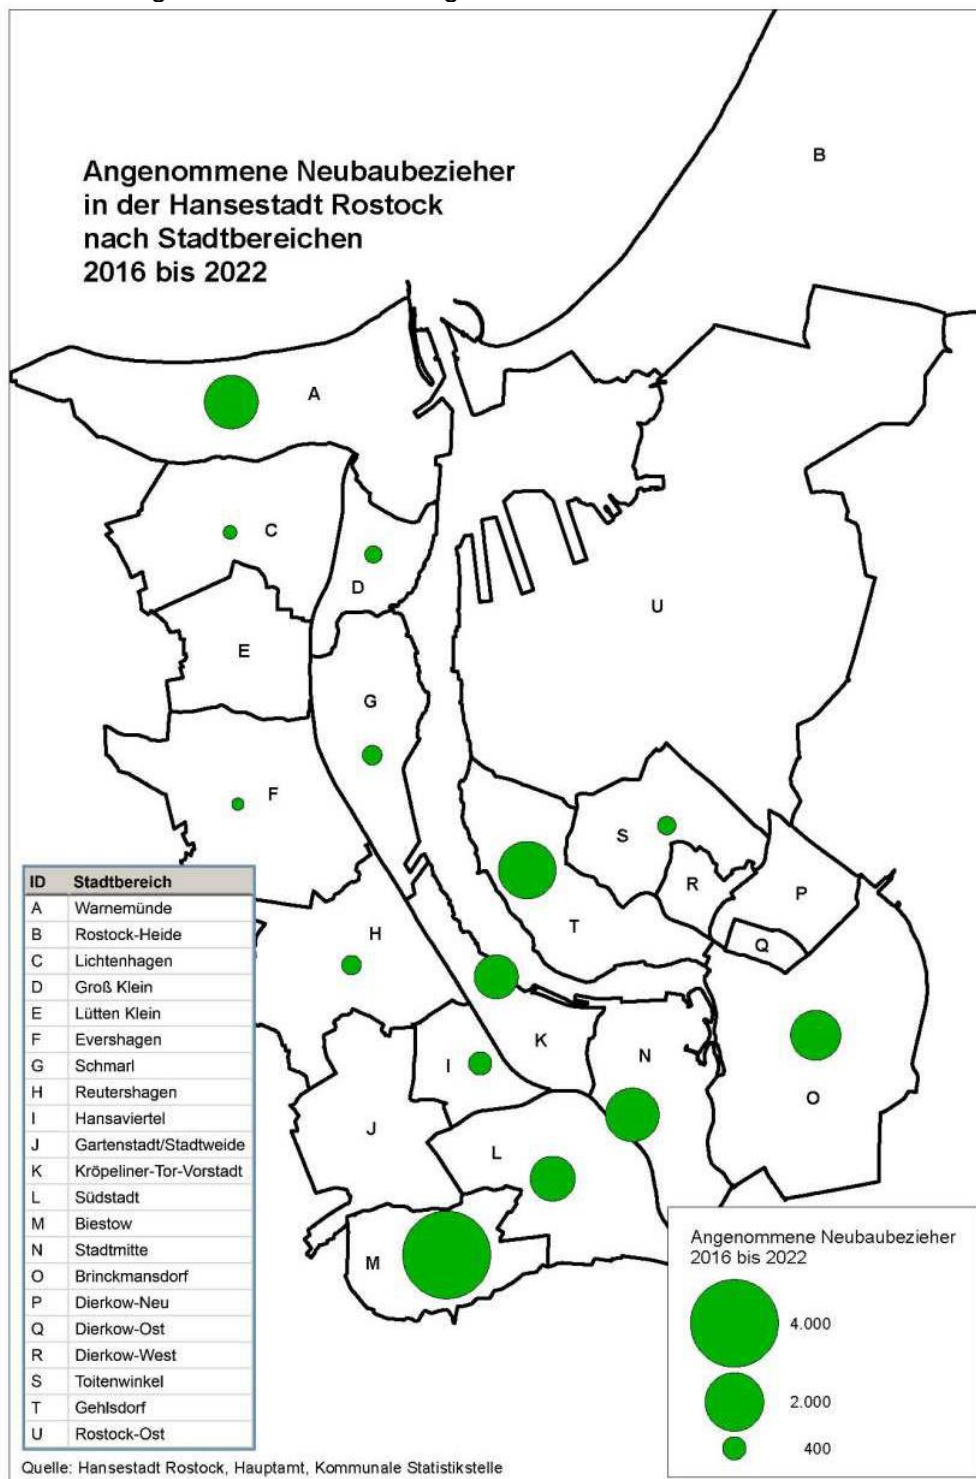 Angenommene Neubaubezieher
in der Hansestadt Rostock
nach Stadtbereichen
2016 bis 2022
B
A
C
D
U
E
G
F
S
R
P
T
Q
H
K
N
I
O
J
L
M
ID Stadtbereich
A Warnemünde
B Rostock-Heide
C Lichtenhagen
D Groß Klein
E Lütten Klein
F Evershagen
G Schmarl
H Reutershagen
I Hansaviertel
J Gartenstadt/Stadtweide
K Kröpeliner-Tor-Vorstadt
L Südstadt
M Biestow
N Stadtmitte
O Brinckmansdorf
P Dierkow-Neu
Q Dierkow-Ost
R Dierkow-West
S Toitenwinkel
T Gehlsdorf
U Rostock-Ost
Angenommene Neubaubezieher
2016 bis 2022
4.000
2.000
400
Quelle: Hansestadt Rostock, Hauptamt, Kommunale Statistikstelle